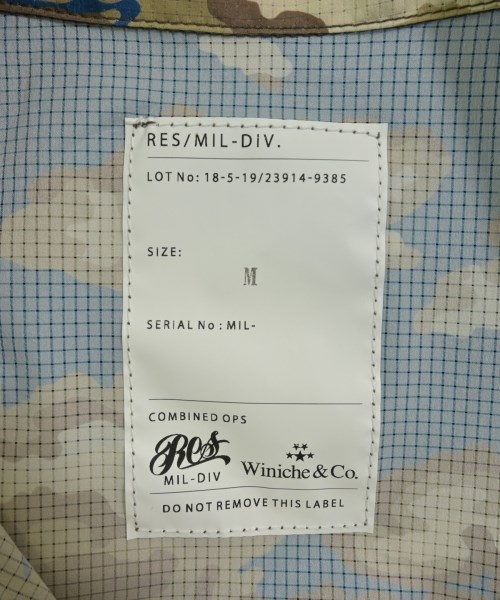 RES/MIL-DIV.
LOT No: 18-5-19/23914-9385
SIZE:
M
SERIAL No : MIL-
COMBINED OPS
Res
MIL-DIV
Winiche & Co.
DO NOT REMOVE THIS LABEL